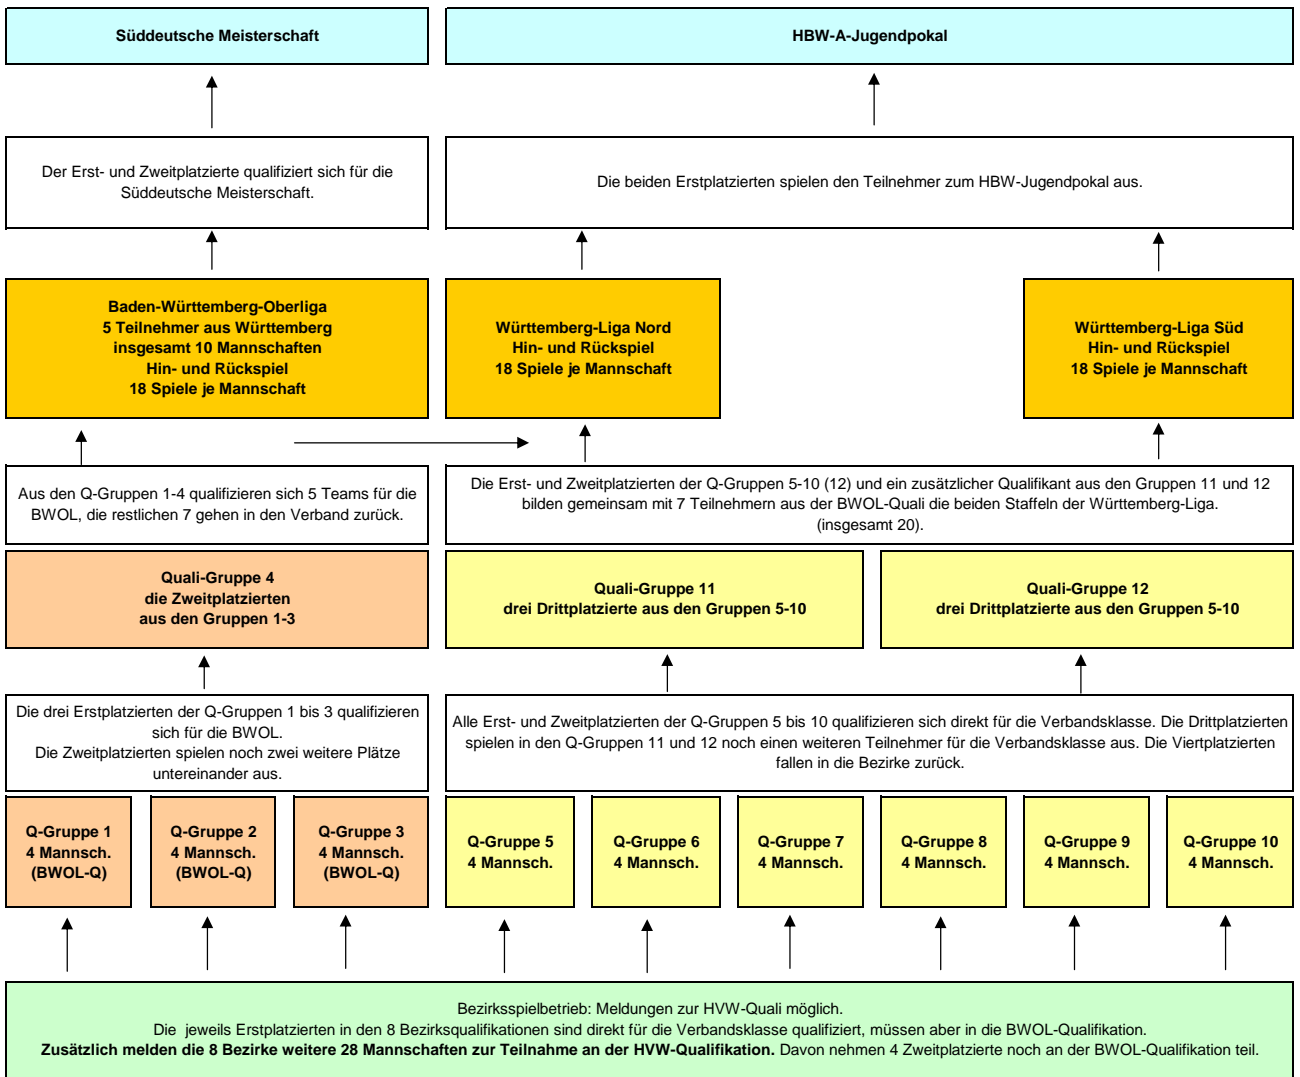 Süddeutsche Meisterschaft
HBW-A-Jugendpokal
Der Erst- und Zweitplatzierte qualifiziert sich für die
Süddeutsche Meisterschaft.
Die beiden Erstplatzierten spielen den Teilnehmer zum HBW-Jugendpokal aus.
Baden-Württemberg-Oberliga
5 Teilnehmer aus Württemberg
insgesamt 10 Mannschaften
Hin- und Rückspiel
18 Spiele je Mannschaft
Württemberg-Liga Nord
Hin- und Rückspiel
18 Spiele je Mannschaft
Württemberg-Liga Süd
Hin- und Rückspiel
18 Spiele je Mannschaft
Aus den Q-Gruppen 1-4 qualifizieren sich 5 Teams für die
BWOL, die restlichen 7 gehen in den Verband zurück.
Die Erst- und Zweitplatzierten der Q-Gruppen 5-10 (12) und ein zusätzlicher Qualifikant aus den Gruppen 11 und 12
bilden gemeinsam mit 7 Teilnehmern aus der BWOL-Quali die beiden Staffeln der Württemberg-Liga.
(insgesamt 20).
Quali-Gruppe 4
die Zweitplatzierten
aus den Gruppen 1-3
Quali-Gruppe 11
drei Drittplatzierte aus den Gruppen 5-10
Quali-Gruppe 12
drei Drittplatzierte aus den Gruppen 5-10
Die drei Erstplatzierten der Q-Gruppen 1 bis 3 qualifizieren
sich für die BWOL.
Die Zweitplatzierten spielen noch zwei weitere Plätze
untereinander aus.
Alle Erst- und Zweitplatzierten der Q-Gruppen 5 bis 10 qualifizieren sich direkt für die Verbandsklasse. Die Drittplatzierten
spielen in den Q-Gruppen 11 und 12 noch einen weiteren Teilnehmer für die Verbandsklasse aus. Die Viertplatzierten
fallen in die Bezirke zurück.
Q-Gruppe 1
4 Mannsch.
(BWOL-Q)
Q-Gruppe 2
4 Mannsch.
(BWOL-Q)
Q-Gruppe 3
4 Mannsch.
(BWOL-Q)
Q-Gruppe 5
4 Mannsch.
Q-Gruppe 6
4 Mannsch.
Q-Gruppe 7
4 Mannsch.
Q-Gruppe 8
4 Mannsch.
Q-Gruppe 9
4 Mannsch.
Q-Gruppe 10
4 Mannsch.
Bezirksspielbetrieb: Meldungen zur HVW-Quali möglich.
Die jeweils Erstplatzierten in den 8 Bezirksqualifikationen sind direkt für die Verbandsklasse qualifiziert, müssen aber in die BWOL-Qualifikation.
Zusätzlich melden die 8 Bezirke weitere 28 Mannschaften zur Teilnahme an der HVW-Qualifikation. Davon nehmen 4 Zweitplatzierte noch an der BWOL-Qualifikation teil.